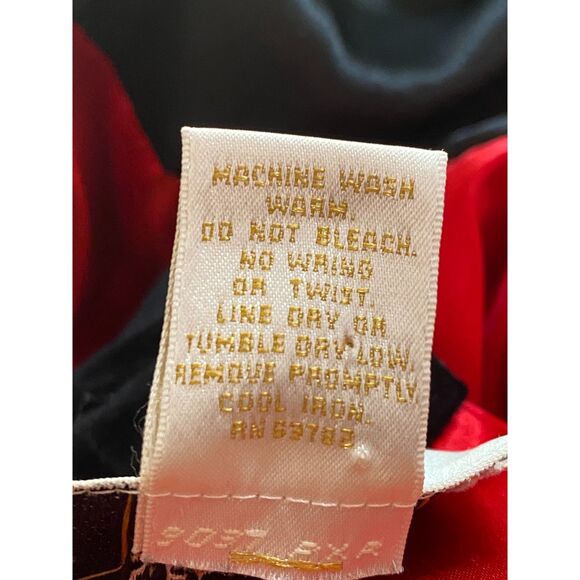 MACHINE WASH
WARM.
DO NOT BLEACH.
NO WRING
OR TWIST.
LINE DRY OR
TUMBLE DRY LOW.
REMOVE PROMPTLY.
COOL IRON.
RN 69783